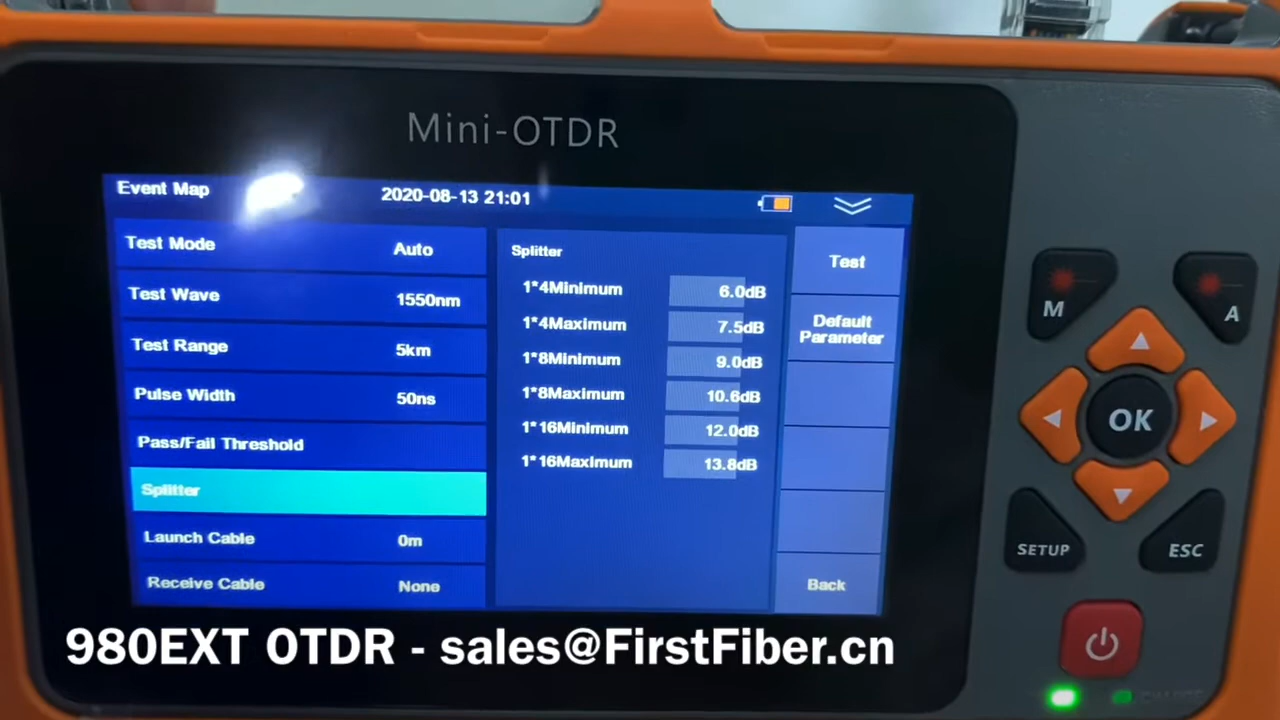 Mini-OTDR
Event Map 2020-08-13 21:01
Test Mode Auto
Test Wave 1550nm
Test Range 5km
Pulse Width 50ns
Pass/Fail Threshold
Splitter
Launch Cable 0m
Receive Cable None
Splitter
1*4Minimum 6.0dB
1*4Maximum 7.5dB
1*8Minimum 9.0dB
1*8Maximum 10.6dB
1*16Minimum 12.0dB
1*16Maximum 13.8dB
Test
Default
Parameter
Back
M
A
OK
SETUP
ESC
CHARGE
980EXT OTDR - sales@FirstFiber.cn